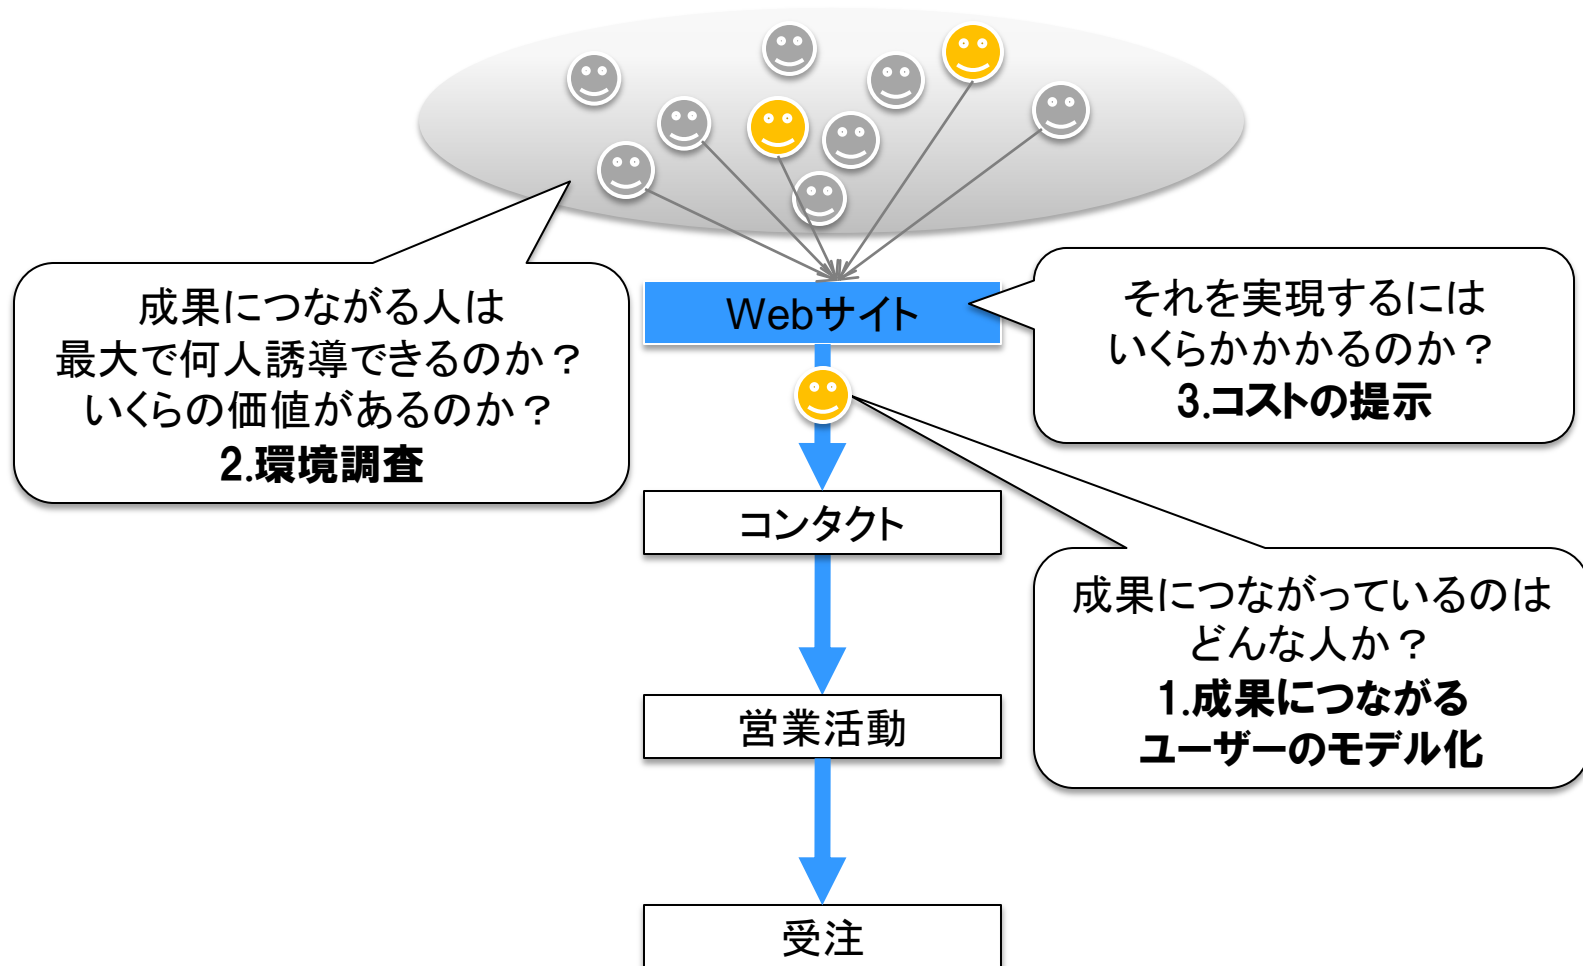 成果につながる人は
最大で何人誘導できるのか？
いくらの価値があるのか？
2.環境調査
Webサイト
それを実現するには
いくらかかるのか？
3.コストの提示
コンタクト
成果につながっているのは
どんな人か？
1.成果につながる
ユーザーのモデル化
営業活動
受注